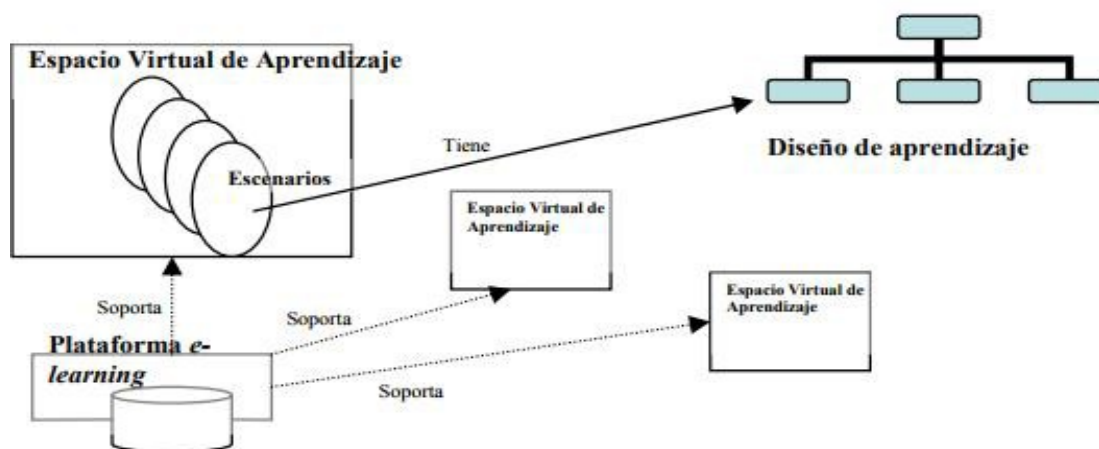 Espacio Virtual de Aprendizaje
Tiene
Diseño de aprendizaje
Escenarios
Espacio Virtual de
Aprendizaje
Espacio Virtual de
Aprendizaje
Soporta
Soporta
Plataforma e-
learning
Soporta